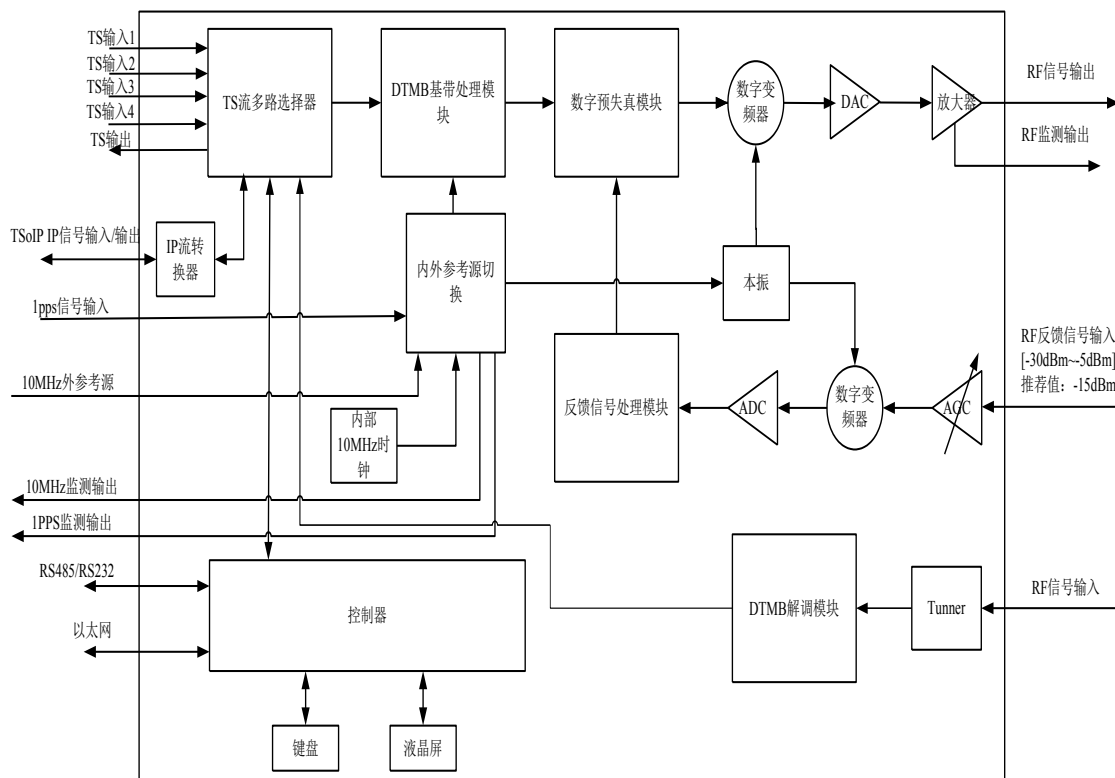 TS输入1
TS输入2
TS输入3
TS输入4
TS输出
TS流多路选择器
DTMB基带处理模
块
数字预失真模块
数字变
频器
DAC
放大器
RF信号输出
RF监测输出
TSoIP IP信号输入/输出
IP流转
换器
内外参考源切
换
本振
1pps信号输入
10MHz外参考源
内部
10MHz时
钟
反馈信号处理模块
ADC
数字变
频器
AGC
RF反馈信号输入
[-30dBm~-5dBm]
推荐值：-15dBm
10MHz监测输出
1PPS监测输出
RS485/RS232
以太网
控制器
DTMB解调模块
Tunner
RF信号输入
键盘
液晶屏